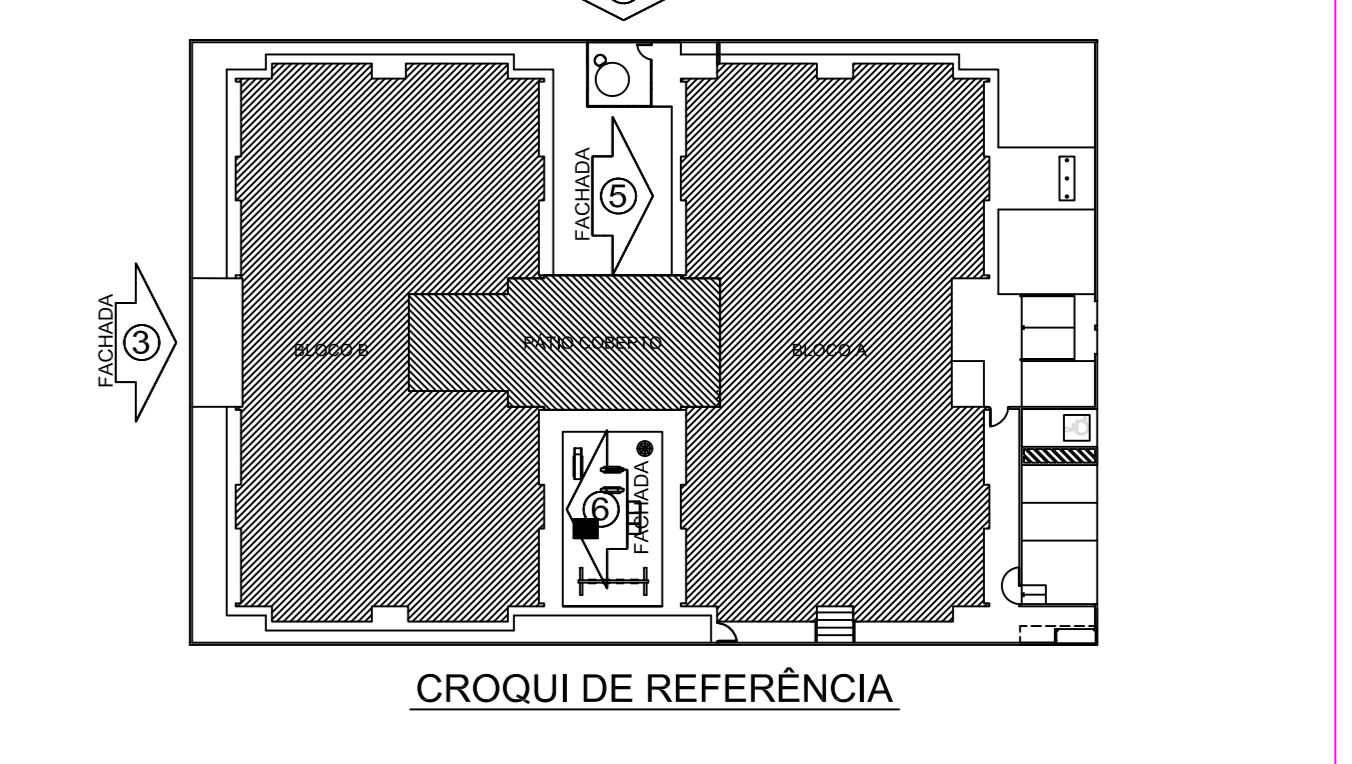 FACHADA
5
FACHADA
3
BLOCO B
PÁTIO COBERTO
BLOCO A
FACHADA
6
CROQUI DE REFERÊNCIA